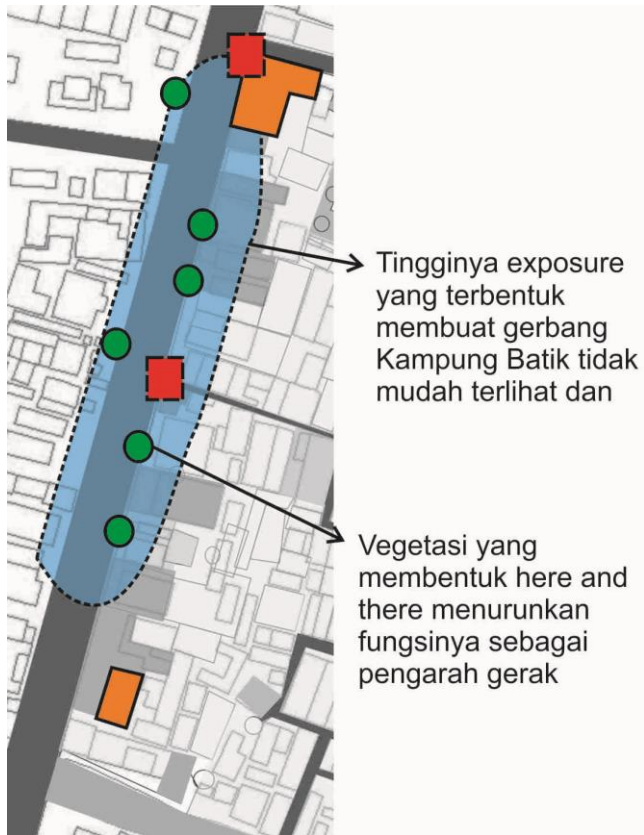 Tingginya exposure
yang terbentuk
membuat gerbang
Kampung Batik tidak
mudah terlihat dan
Vegetasi yang
membentuk here and
there menurunkan
fungsinya sebagai
pengarah gerak